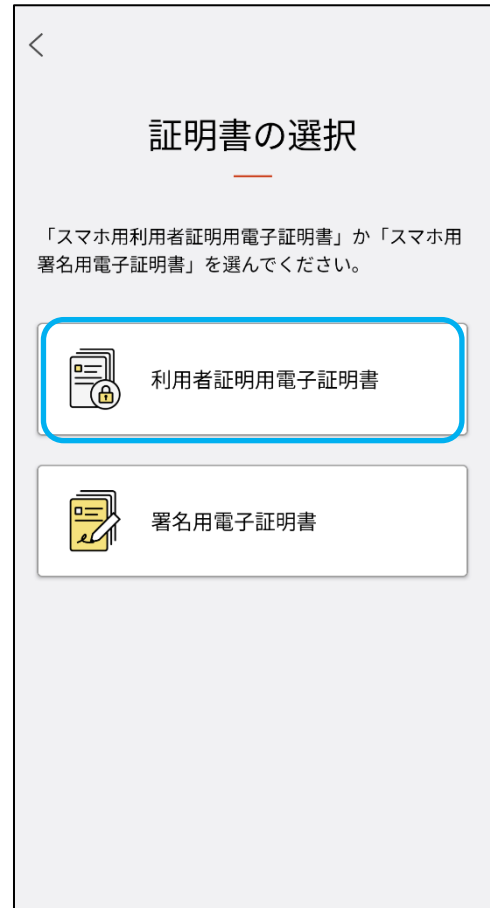 証明書の選択
「スマホ用利用者証明用電子証明書」か「スマホ用
署名用電子証明書」を選んでください。
利用者証明用電子証明書
署名用電子証明書